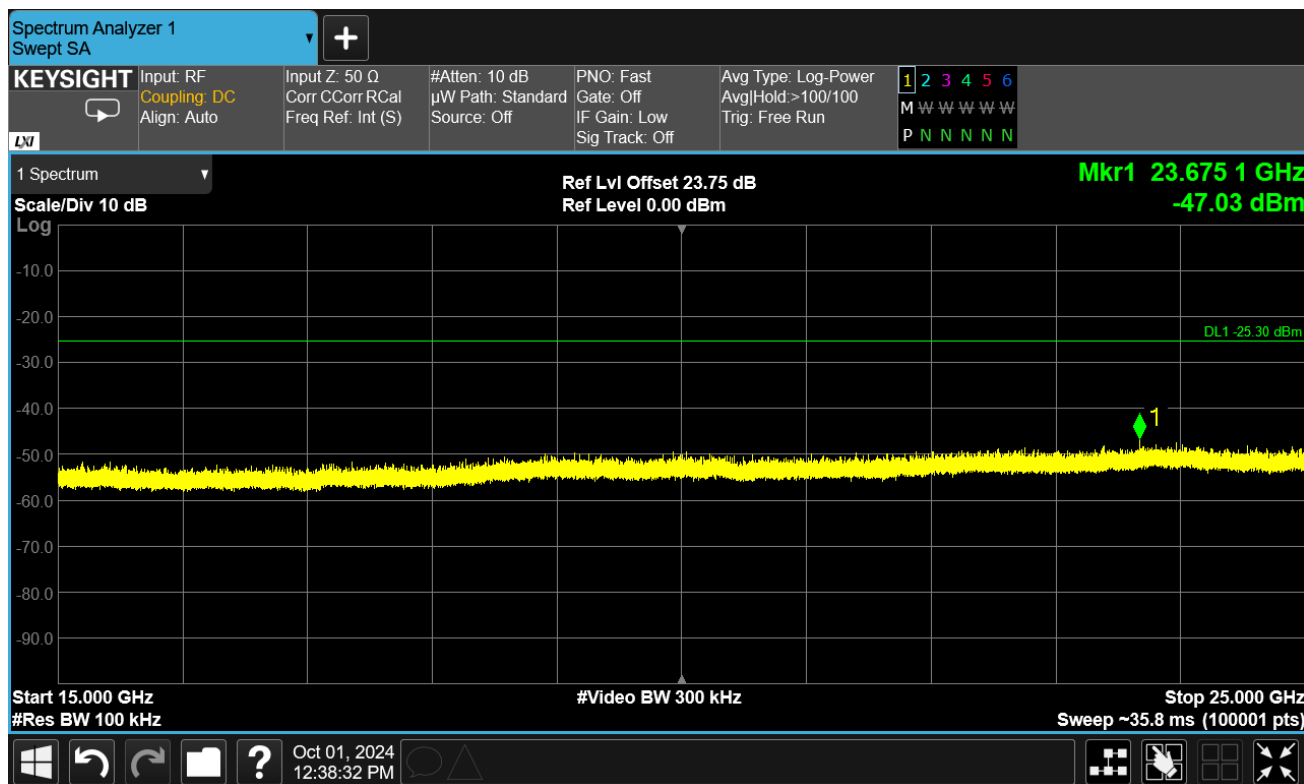 Spectrum Analyzer 1
Swept SA
KEYSIGHT
LXI
Input: RF
Coupling: DC
Align: Auto
Input Z: 50 Ω
Corr CCorr RCal
Freq Ref: Int (S)
#Atten: 10 dB
µW Path: Standard
Source: Off
PNO: Fast
Gate: Off
IF Gain: Low
Sig Track: Off
Avg Type: Log-Power
Avg|Hold:>100/100
Trig: Free Run
1 2 3 4 5 6
M W W W W W
P N N N N N
1 Spectrum
Scale/Div 10 dB
Log
Ref Lvl Offset 23.75 dB
Ref Level 0.00 dBm
Mkr1 23.675 1 GHz
-47.03 dBm
-10.0
-20.0
DL1 -25.30 dBm
-30.0
-40.0
1
-50.0
-60.0
-70.0
-80.0
-90.0
Start 15.000 GHz
#Res BW 100 kHz
#Video BW 300 kHz
Stop 25.000 GHz
Sweep ~35.8 ms (100001 pts)
?
Oct 01, 2024
12:38:32 PM